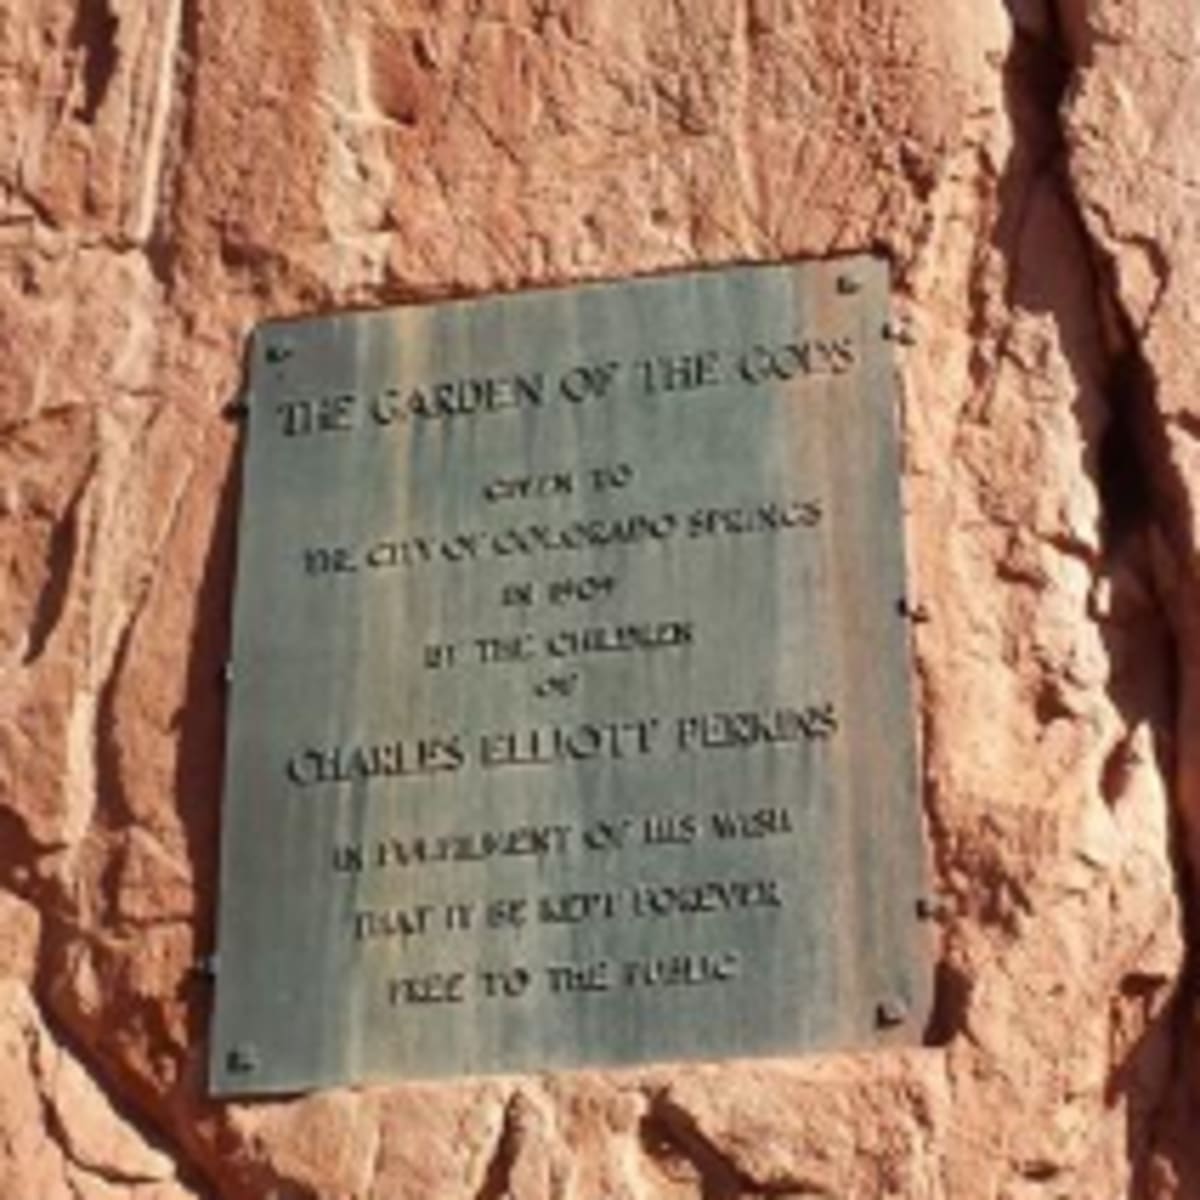 THE GARDEN OF THE GODS
GIVEN TO
THE CITY OF COLORADO SPRINGS
IN 1909
BY THE CHILDREN
OF
CHARLES ELLIOTT PERKINS
IN FULFILMENT OF HIS WISH
THAT IT BE KEPT FOREVER
FREE TO THE PUBLIC